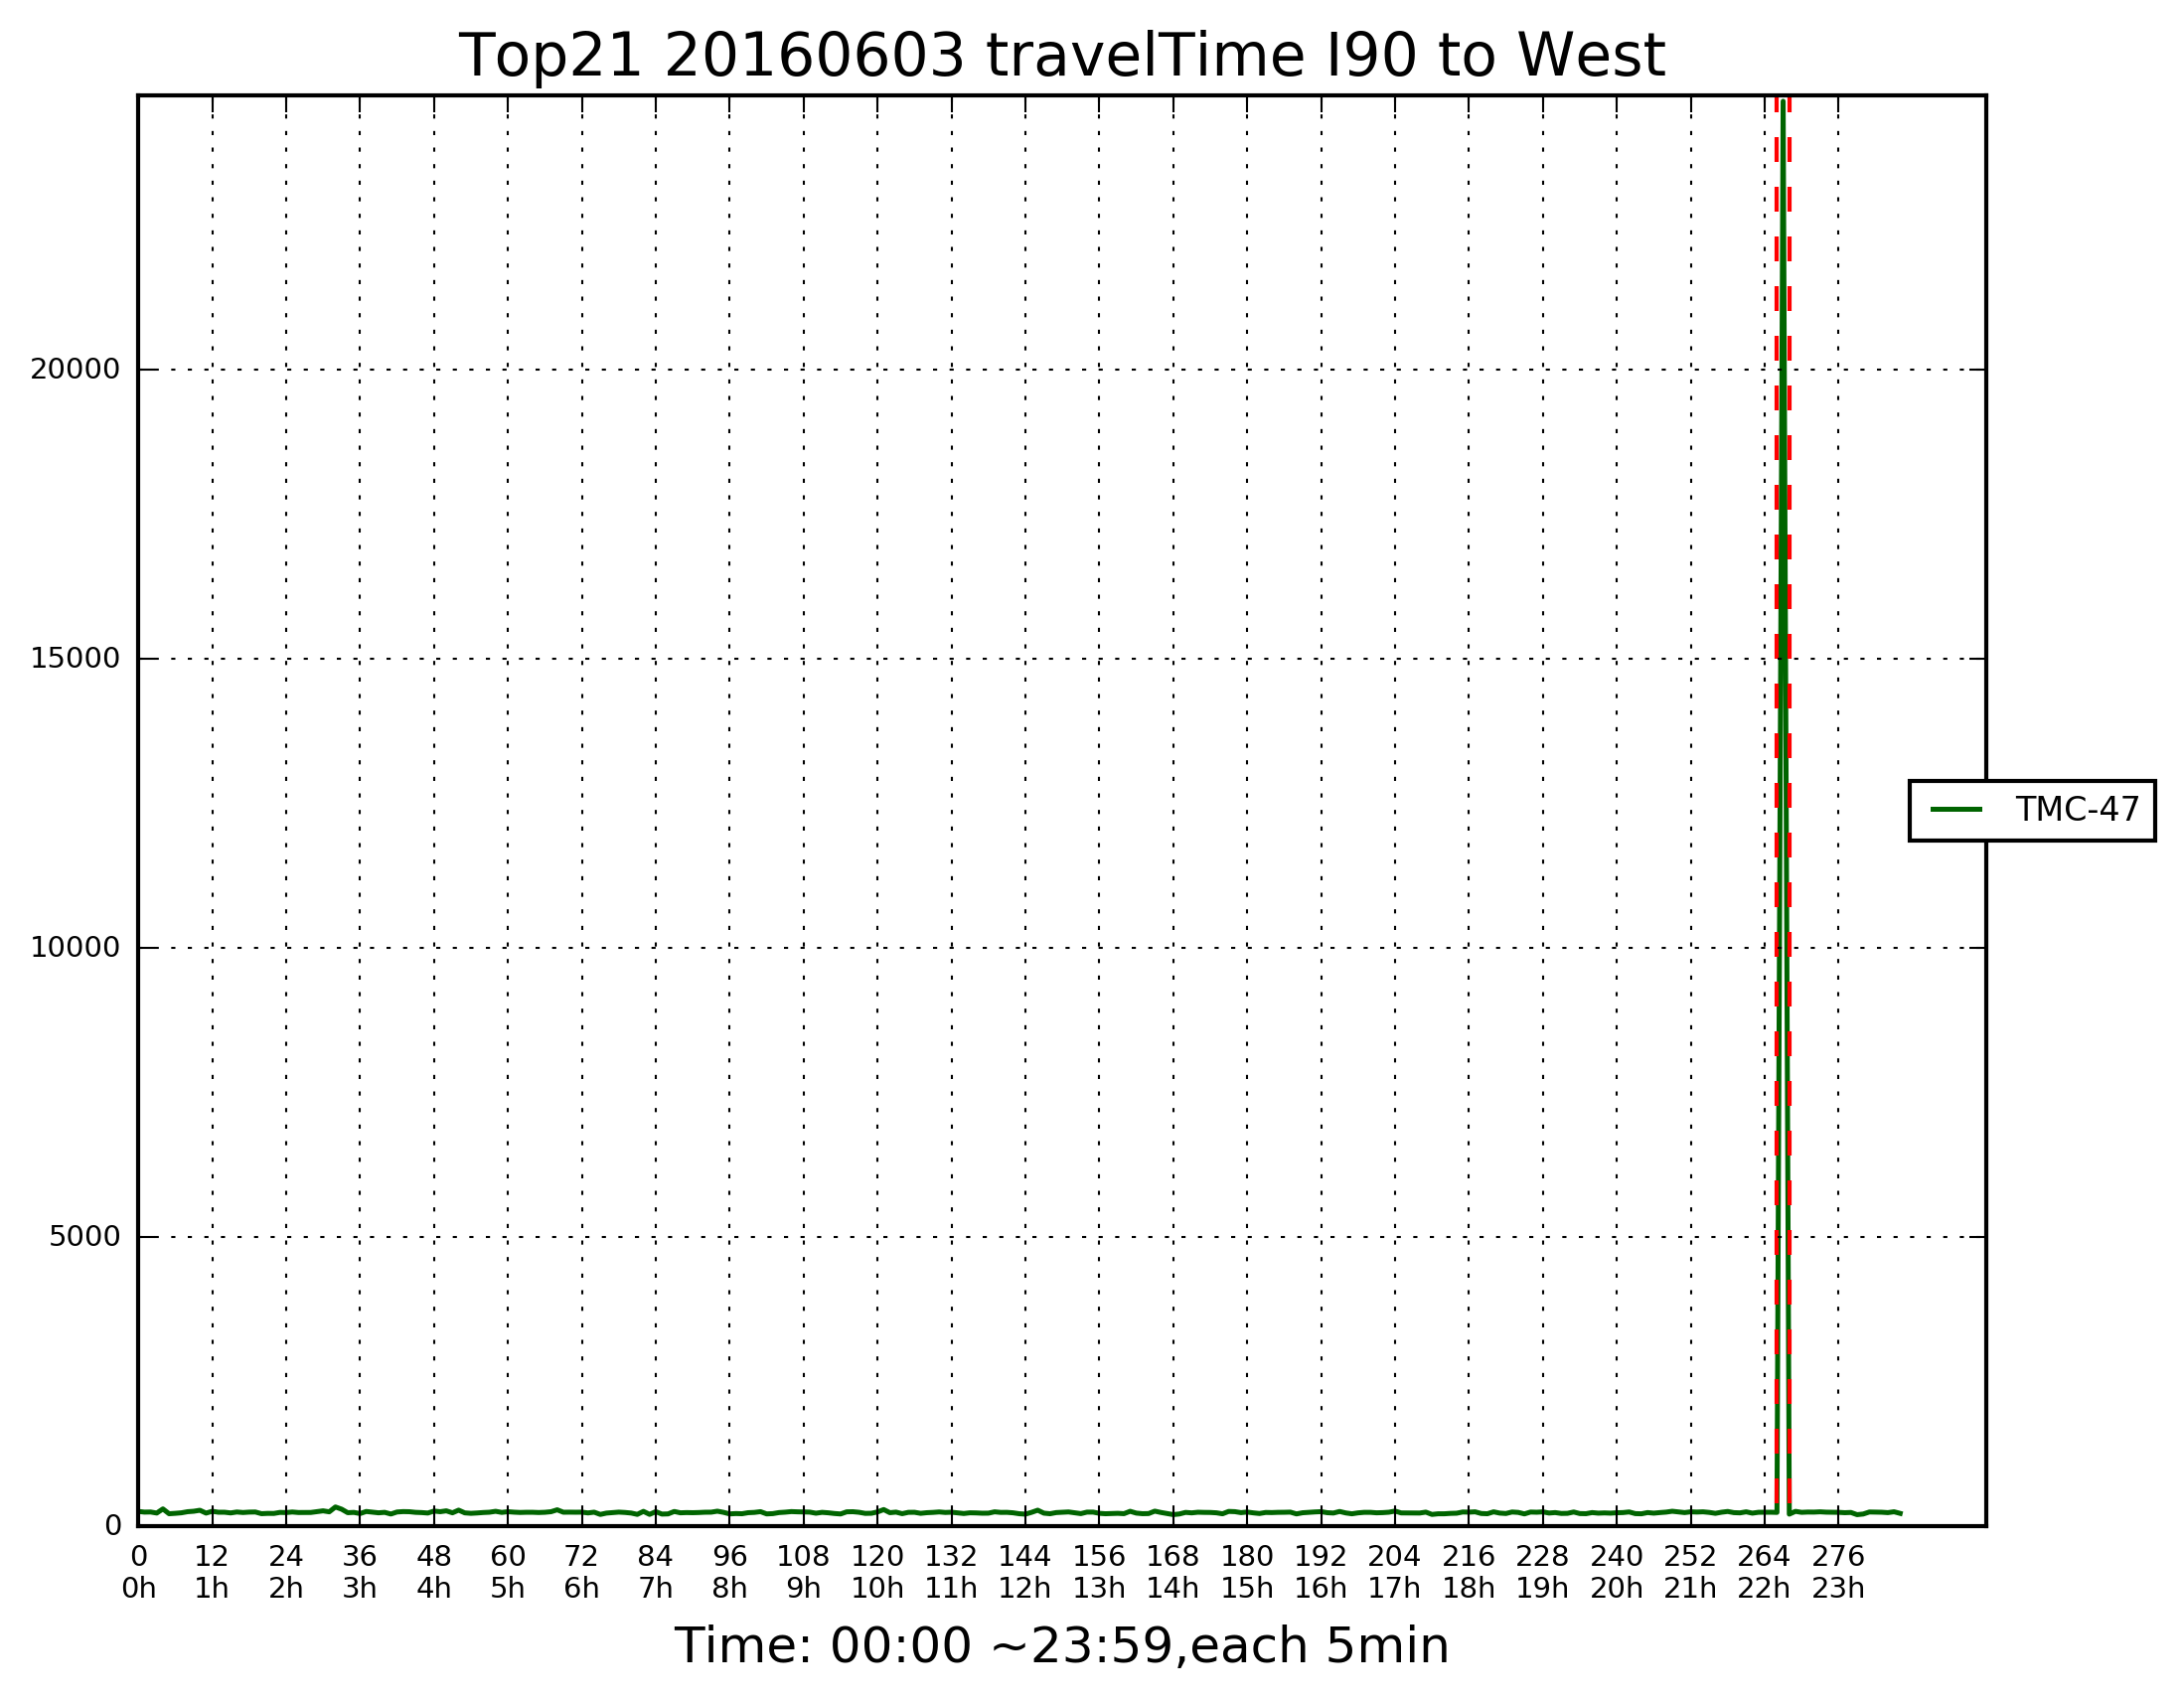 Top21 20160603 travelTime I90 to West
20000
15000
TMC-47
10000
5000
0
0 12 24 36 48 60 72 84 96 108 120 132 144 156 168 180 192 204 216 228 240 252 264 276
0h 1h 2h 3h 4h 5h 6h 7h 8h 9h 10h 11h 12h 13h 14h 15h 16h 17h 18h 19h 20h 21h 22h 23h
Time: 00:00 ~23:59,each 5min